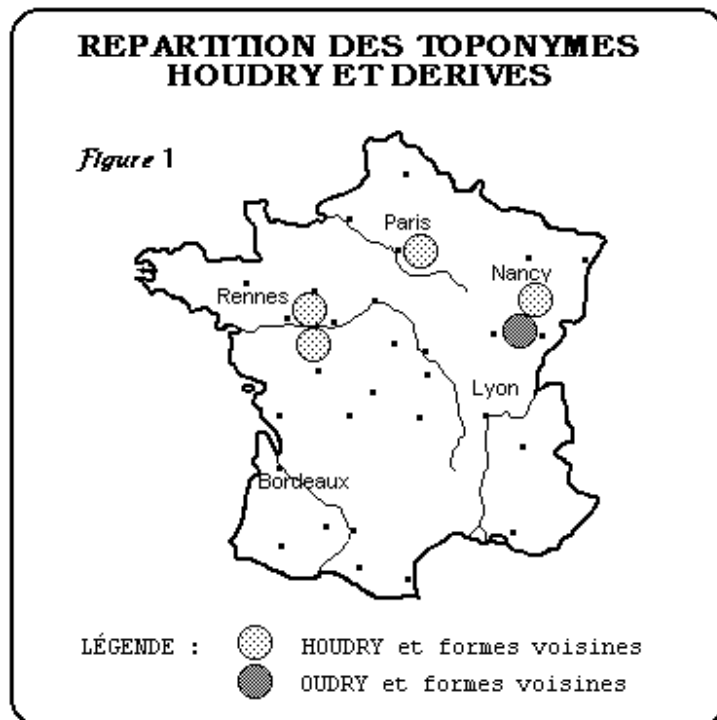 REPARTITION DES TOPONYMES
HOUDRY ET DERIVES
Figure 1
Paris
Nancy
Rennes
Lyon
Bordeaux
LÉGENDE : HOUDRY et formes voisines
OUDRY et formes voisines